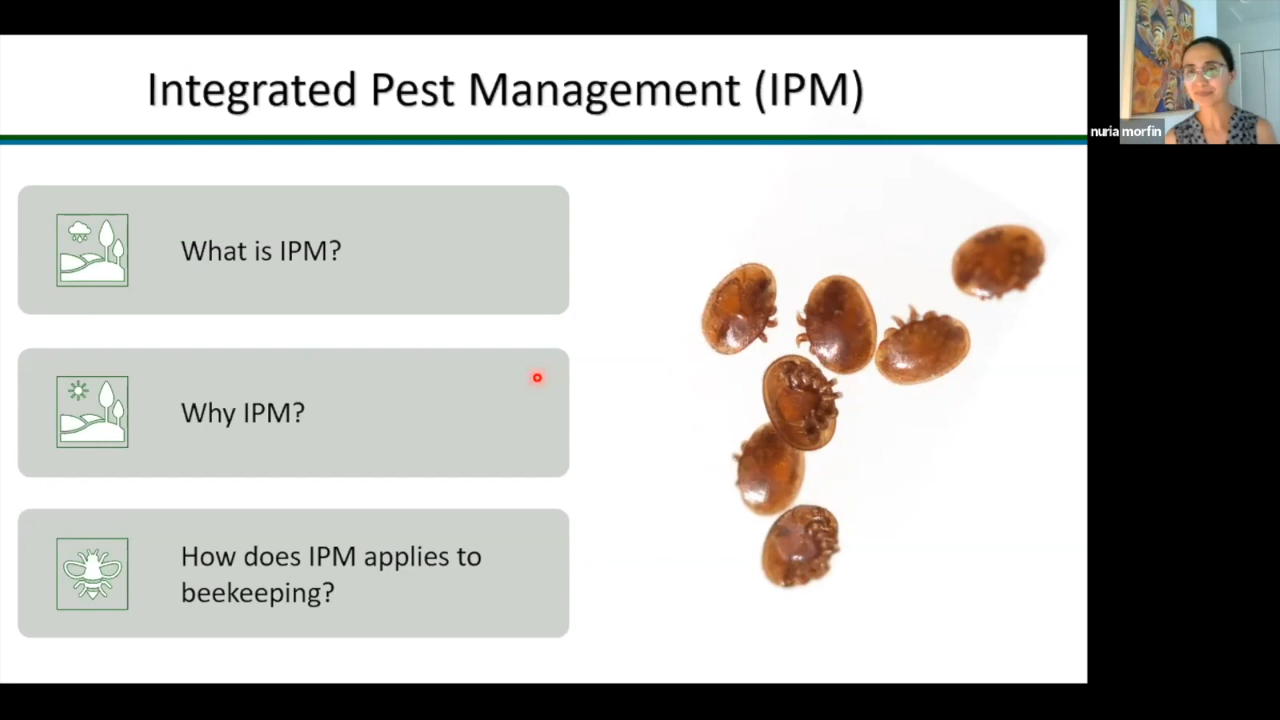 Integrated Pest Management (IPM)
nuria morfin
What is IPM?
Why IPM?
How does IPM applies to
beekeeping?